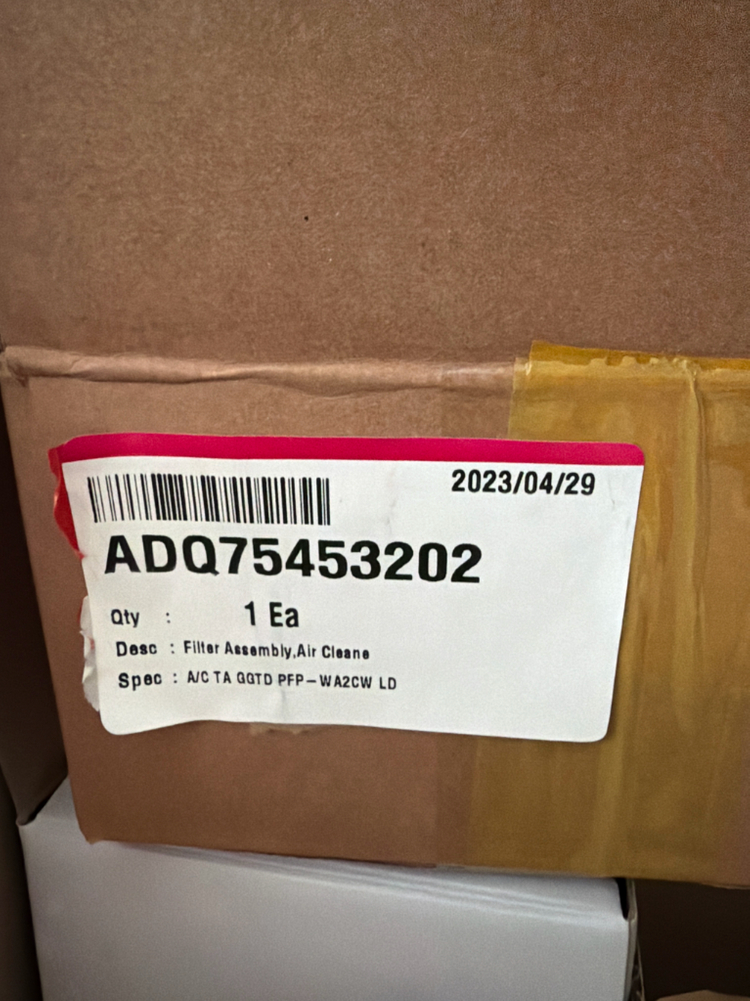 2023/04/29
ADQ75453202
Qty : 1 Ea
Desc : Filter Assembly,Air Cleane
Spec : A/C TA GGTD PFP-WA2CW LD